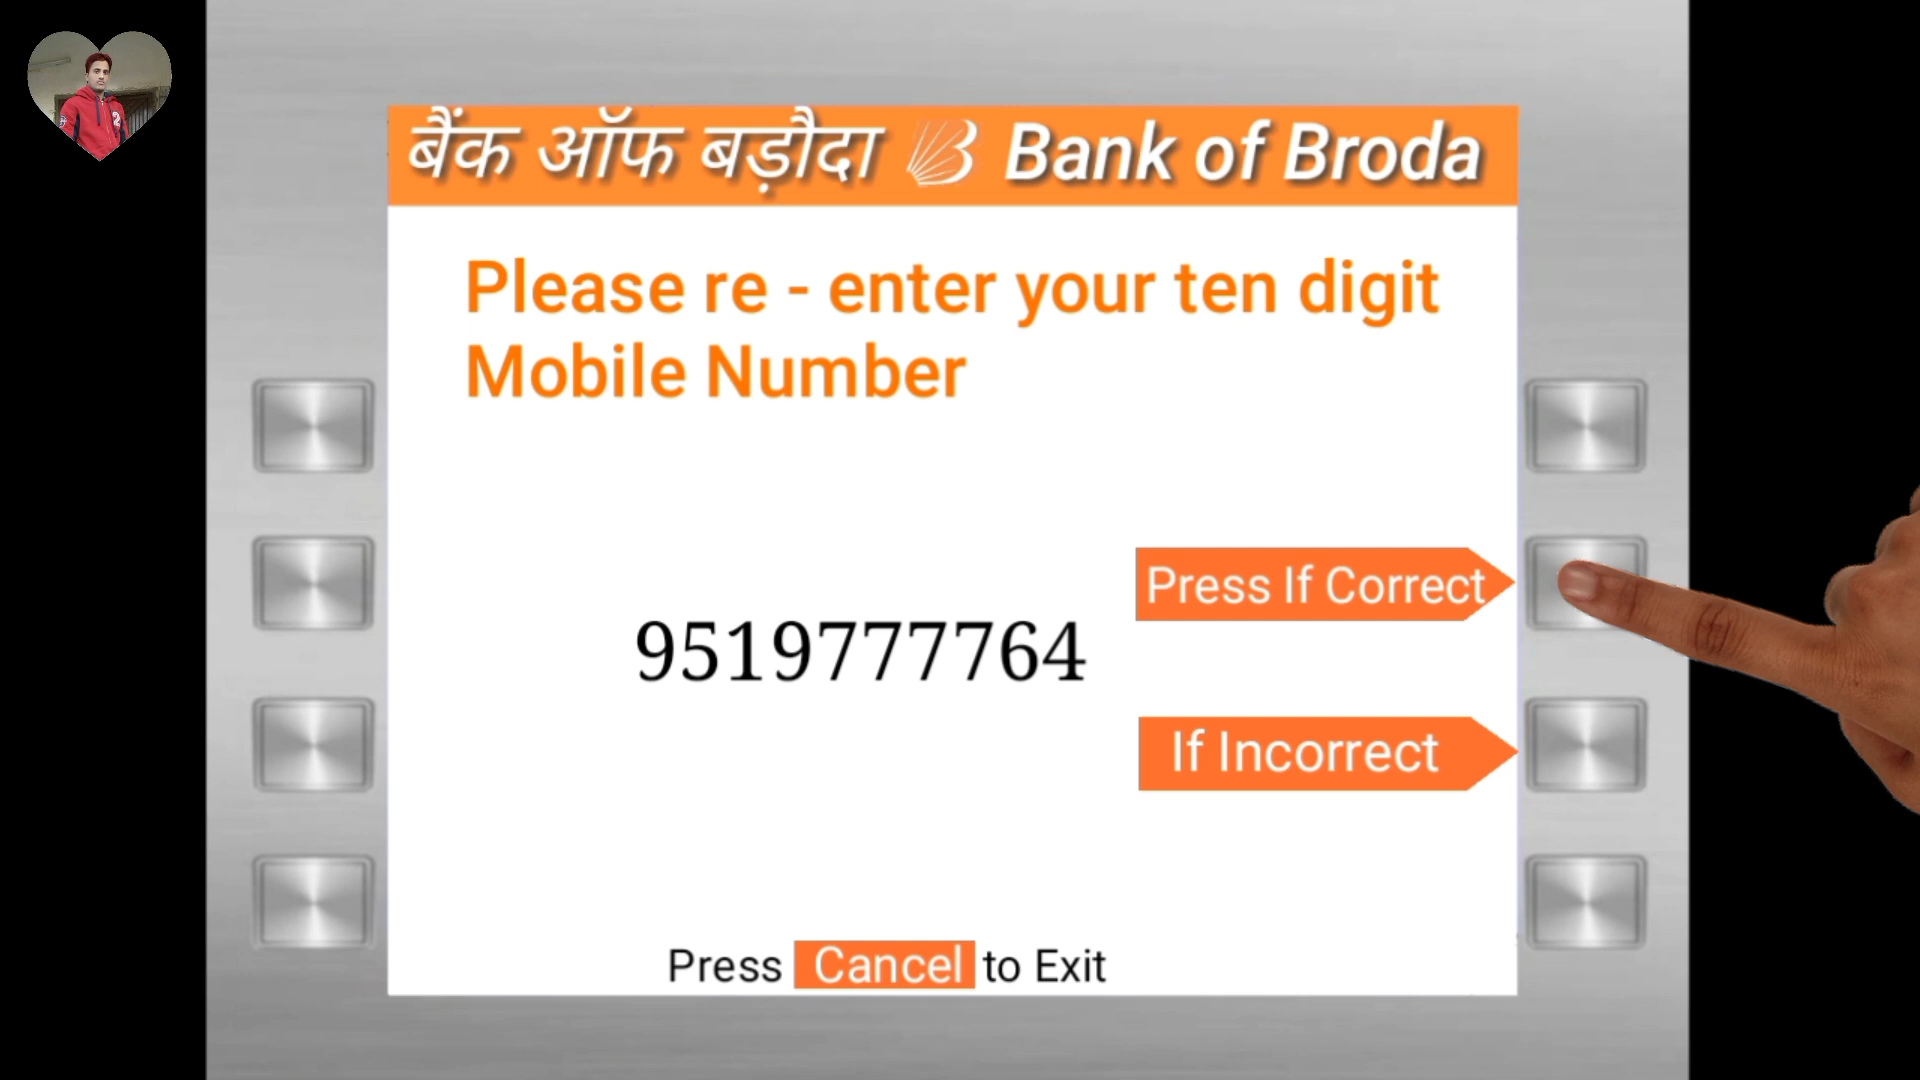 बैंक ऑफ बड़ौदा Bank of Broda
Please re - enter your ten digit
Mobile Number
Press If Correct
9519777764
If Incorrect
Press Cancel to Exit